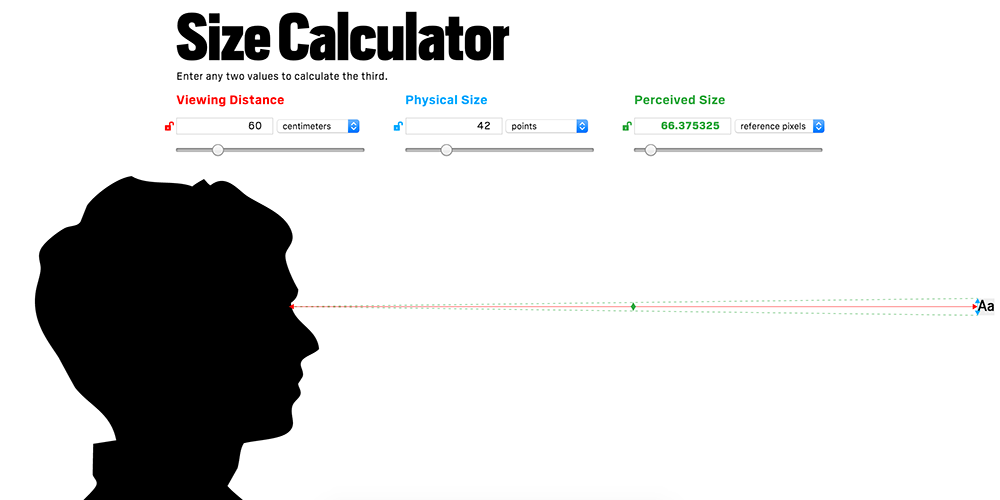 Size Calculator
Enter any two values to calculate the third.
Viewing Distance Physical Size Perceived Size
60 centimeters 42 points 66.375325 reference pixels
Aa